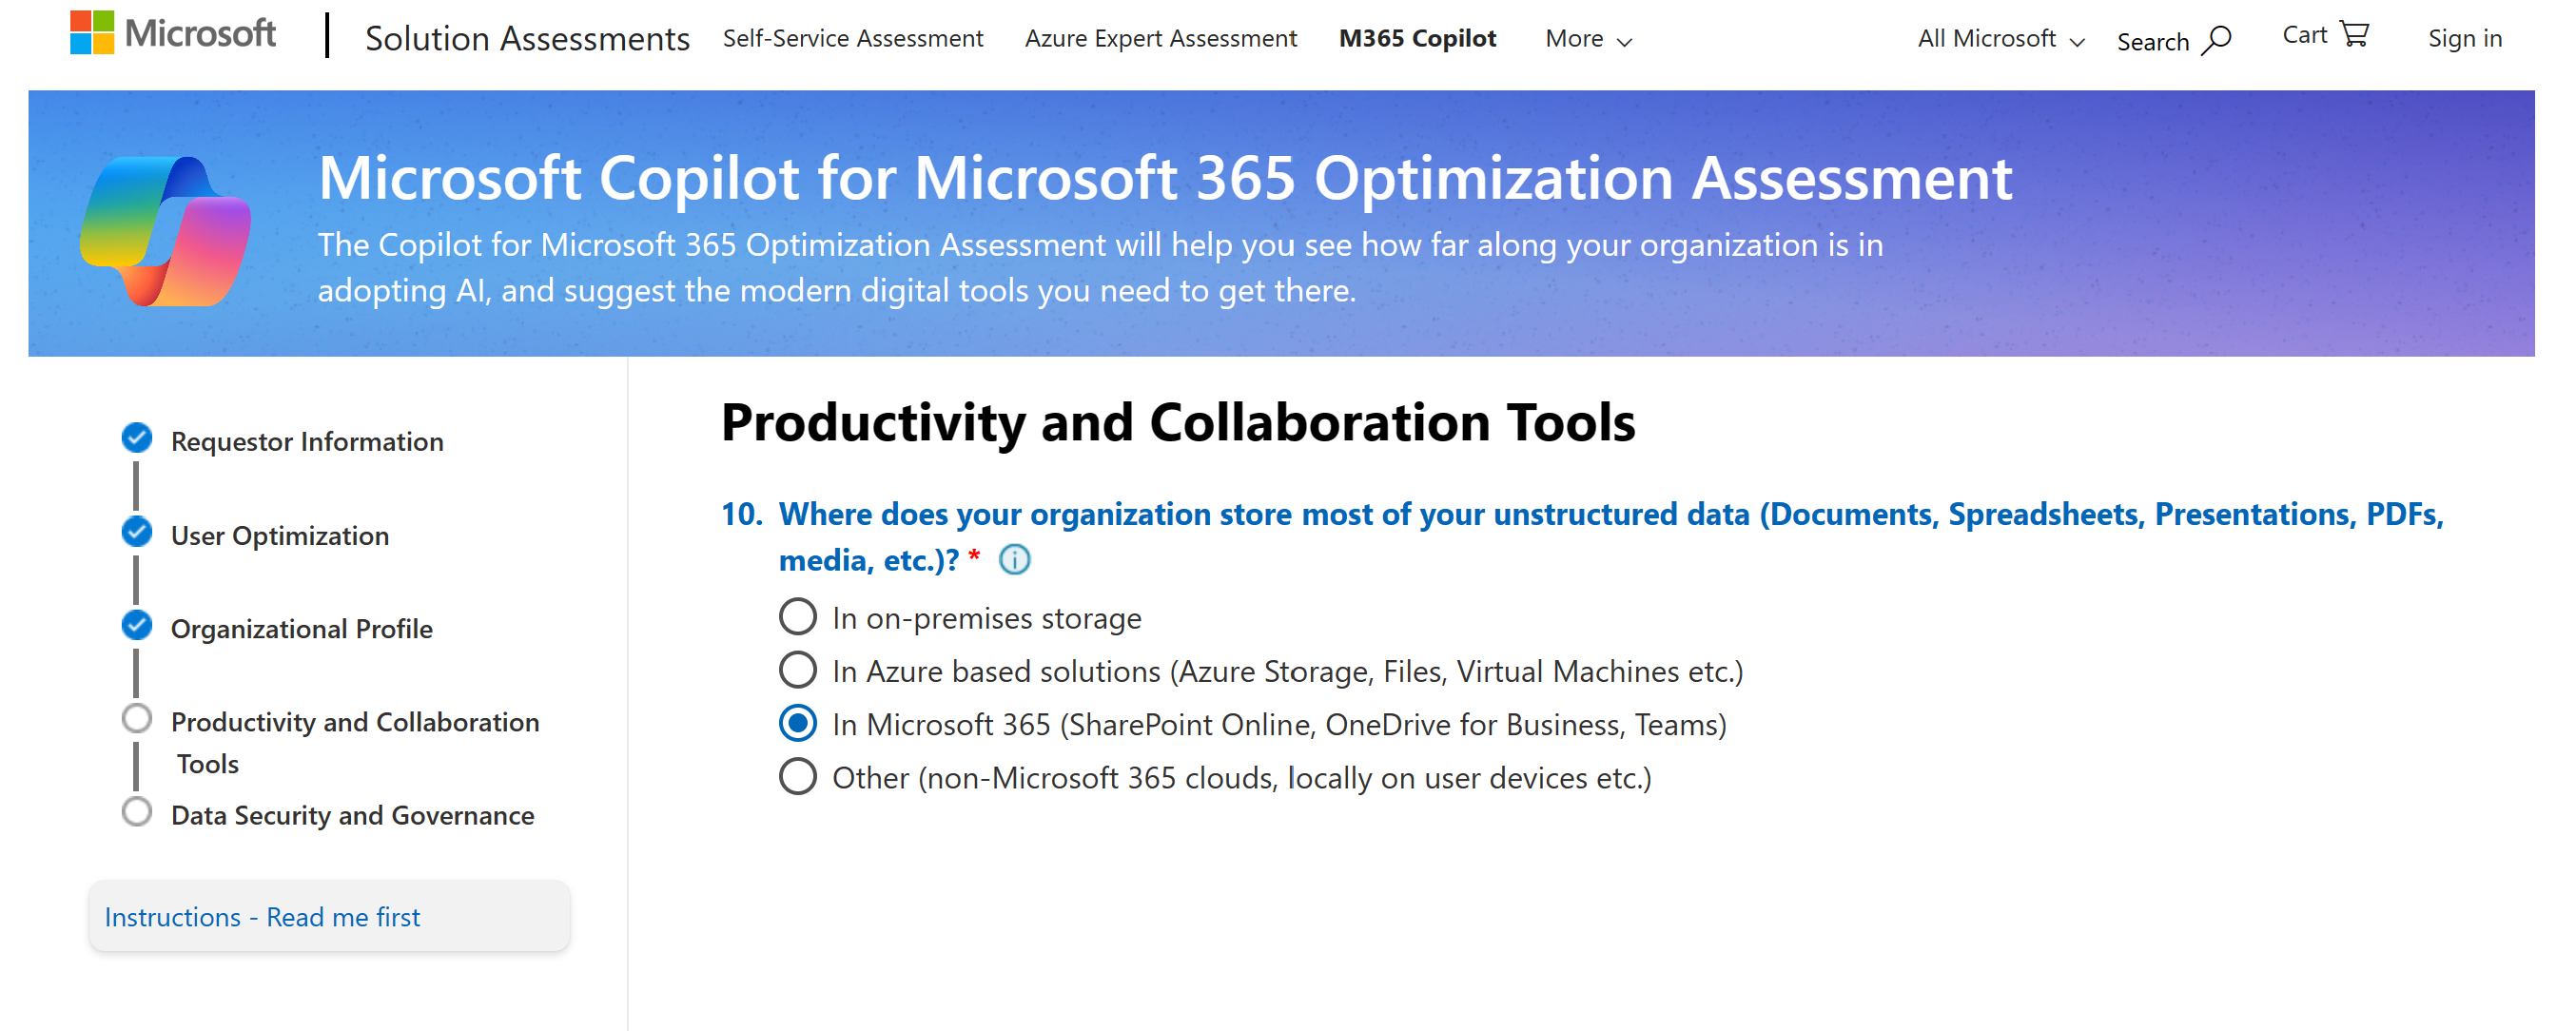 Microsoft
Solution Assessments
Self-Service Assessment
Azure Expert Assessment
M365 Copilot
More
All Microsoft
Search
Cart
Sign in
Microsoft Copilot for Microsoft 365 Optimization Assessment
The Copilot for Microsoft 365 Optimization Assessment will help you see how far along your organization is in
adopting AI, and suggest the modern digital tools you need to get there.
Requestor Information
User Optimization
Organizational Profile
Productivity and Collaboration
Tools
Data Security and Governance
Instructions - Read me first
Productivity and Collaboration Tools
10. Where does your organization store most of your unstructured data (Documents, Spreadsheets, Presentations, PDFs,
media, etc.)? *
In on-premises storage
In Azure based solutions (Azure Storage, Files, Virtual Machines etc.)
In Microsoft 365 (SharePoint Online, OneDrive for Business, Teams)
Other (non-Microsoft 365 clouds, locally on user devices etc.)